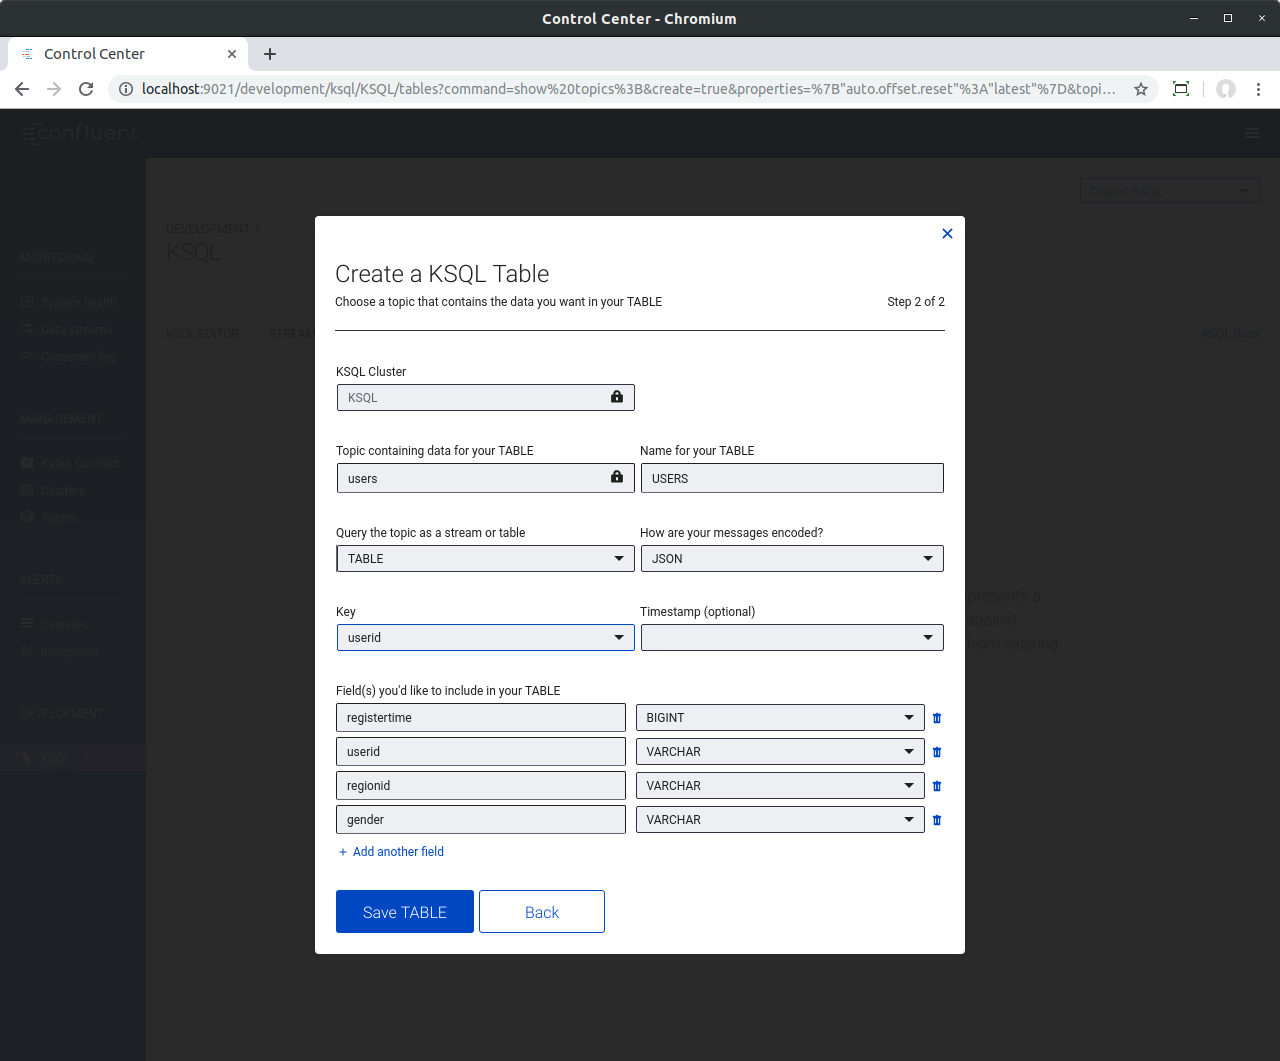 Control Center - Chromium
Control Center
localhost:9021/development/ksql/KSQL/tables?command=show%20topics%3B&create=true&properties=%7B"auto.offset.reset"%3A"latest"%7D&topi...
confluent
Cluster: KSQL
DEVELOPMENT
KSQL
MONITORING
System health
Data streams
Consumer lag
KSQL EDITOR
STREAM
KSQL docs
MANAGEMENT
Kafka Connect
Clusters
Topics
ALERTS
Overview
Integration
DEVELOPMENT
KSQL
presents a
against.
from existing
Create a KSQL Table
Choose a topic that contains the data you want in your TABLE
Step 2 of 2
KSQL Cluster
KSQL
Topic containing data for your TABLE
Name for your TABLE
users
USERS
Query the topic as a stream or table
How are your messages encoded?
TABLE
JSON
Key
Timestamp (optional)
userid
Field(s) you'd like to include in your TABLE
registertime
BIGINT
userid
VARCHAR
regionid
VARCHAR
gender
VARCHAR
+ Add another field
Save TABLE
Back